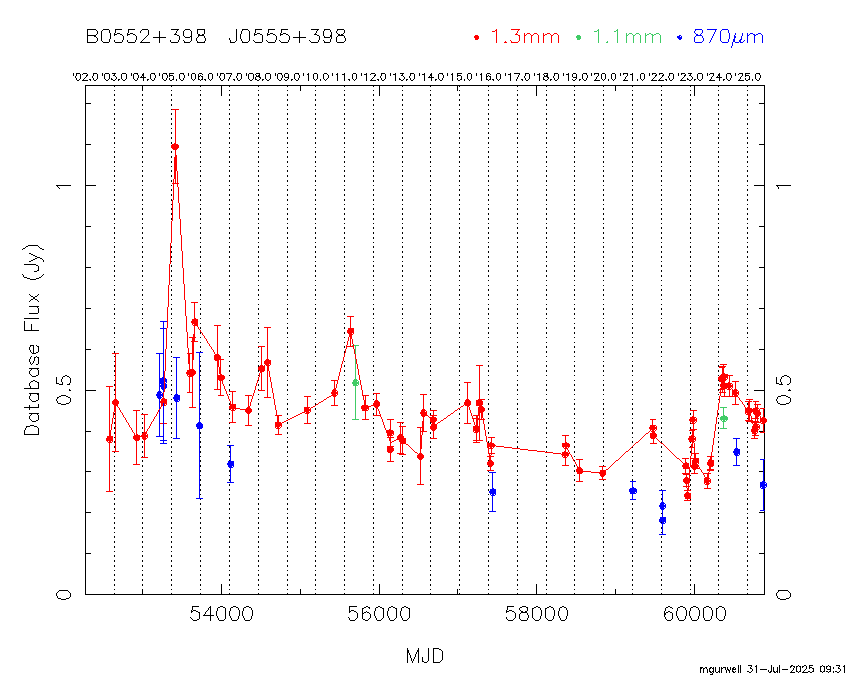 B0552+398  J0555+398  • 1.3mm • 1.1mm • 870μm
'02.0 '03.0 '04.0 '05.0 '06.0 '07.0 '08.0 '09.0 '10.0 '11.0 '12.0 '13.0 '14.0 '15.0 '16.0 '17.0 '18.0 '19.0 '20.0 '21.0 '22.0 '23.0 '24.0 '25.0
1 1
Database Flux (Jy)
0.5 0.5
0 0
54000 56000 58000 60000
MJD
mgurwell 31-Jul-2025 09:31